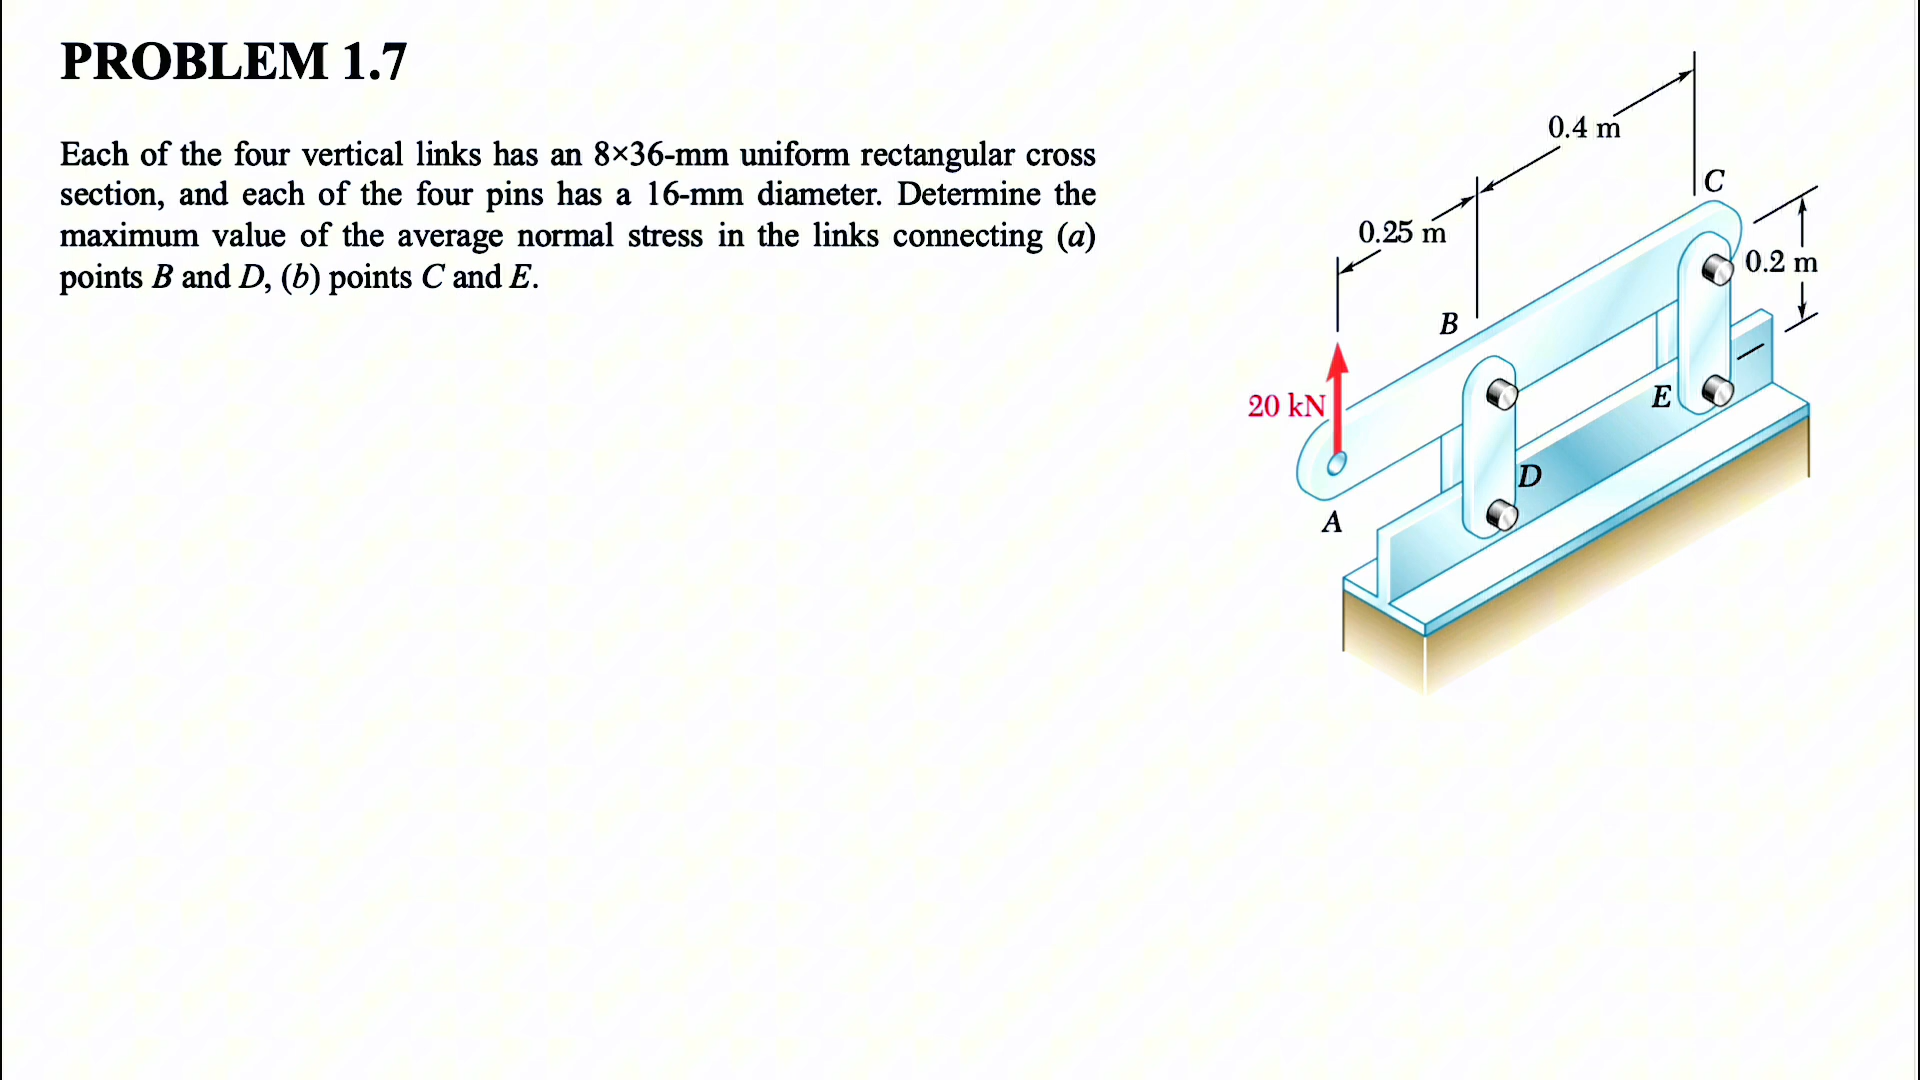 PROBLEM 1.7
Each of the four vertical links has an 8×36-mm uniform rectangular cross
section, and each of the four pins has a 16-mm diameter. Determine the
maximum value of the average normal stress in the links connecting (a)
points B and D, (b) points C and E.
0.4 m
C
0.25 m
0.2 m
B
20 kN
E
D
A